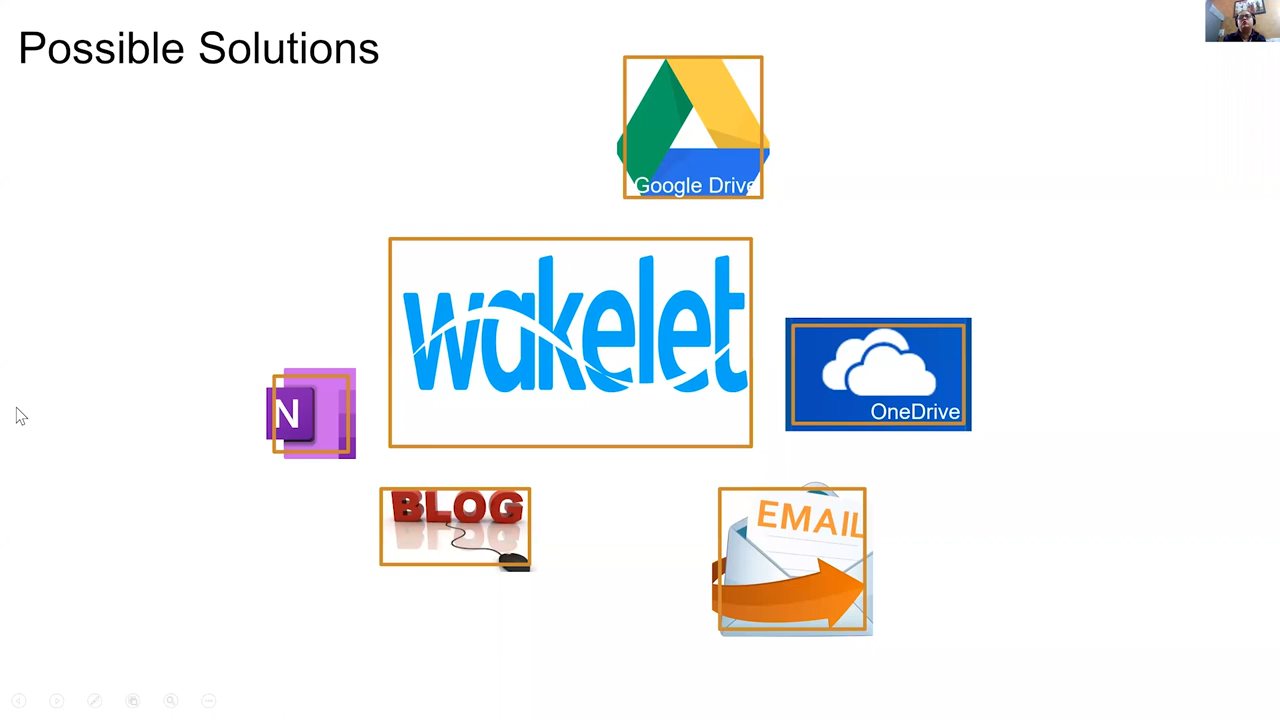 Possible Solutions
Google Drive
wakelet
N
OneDrive
BLOG
EMAIL